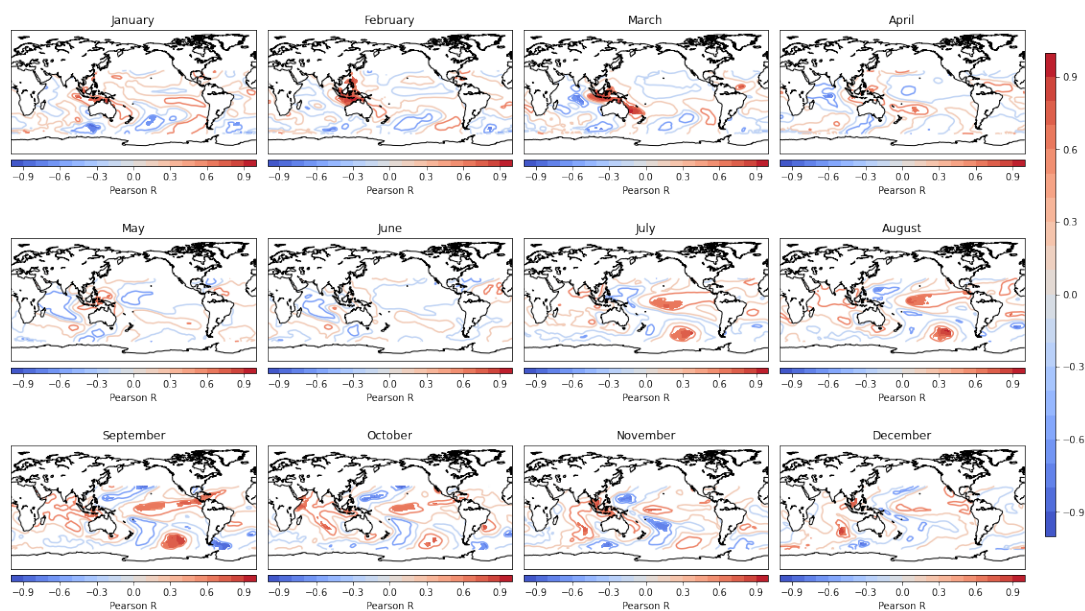 January February March April
0.9
0.6
0.3
0.0
−0.3
−0.6
−0.9
−0.9 −0.6 −0.3 0.0 0.3 0.6 0.9 −0.9 −0.6 −0.3 0.0 0.3 0.6 0.9 −0.9 −0.6 −0.3 0.0 0.3 0.6 0.9 −0.9 −0.6 −0.3 0.0 0.3 0.6 0.9
Pearson R Pearson R Pearson R Pearson R
May June July August
−0.9 −0.6 −0.3 0.0 0.3 0.6 0.9 −0.9 −0.6 −0.3 0.0 0.3 0.6 0.9 −0.9 −0.6 −0.3 0.0 0.3 0.6 0.9 −0.9 −0.6 −0.3 0.0 0.3 0.6 0.9
Pearson R Pearson R Pearson R Pearson R
September October November December
−0.9 −0.6 −0.3 0.0 0.3 0.6 0.9 −0.9 −0.6 −0.3 0.0 0.3 0.6 0.9 −0.9 −0.6 −0.3 0.0 0.3 0.6 0.9 −0.9 −0.6 −0.3 0.0 0.3 0.6 0.9
Pearson R Pearson R Pearson R Pearson R